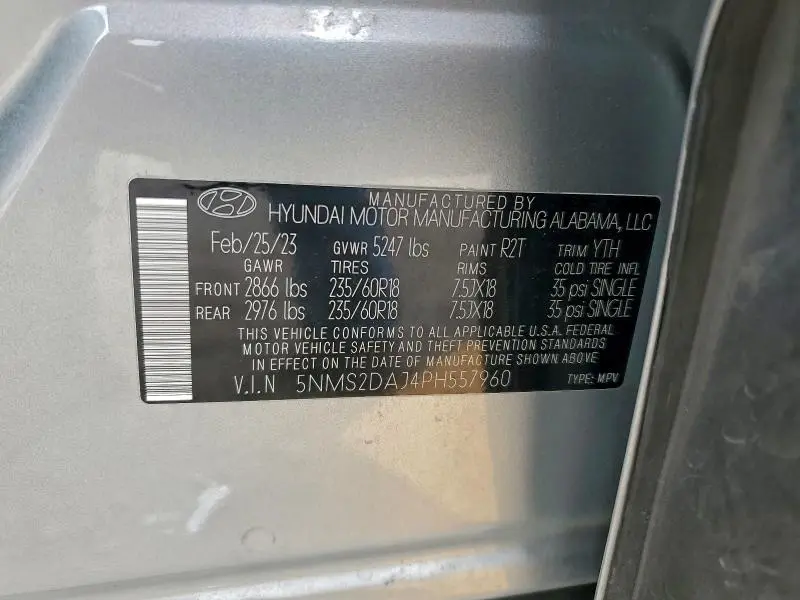 MANUFACTURED BY
HYUNDAI MOTOR MANUFACTURING ALABAMA, LLC
Feb/25/23 GVWR 5247 lbs PAINT R2T TRIM YTH
GAWR TIRES RIMS COLD TIRE INFL
FRONT 2866 lbs 235/60R18 7.5JX18 35 psi SINGLE
REAR 2976 lbs 235/60R18 7.5JX18 35 psi SINGLE
THIS VEHICLE CONFORMS TO ALL APPLICABLE U.S.A. FEDERAL
MOTOR VEHICLE SAFETY AND THEFT PREVENTION STANDARDS
IN EFFECT ON THE DATE OF MANUFACTURE SHOWN ABOVE.
V.I.N 5NMS2DAJ4PH557960 TYPE: MPV